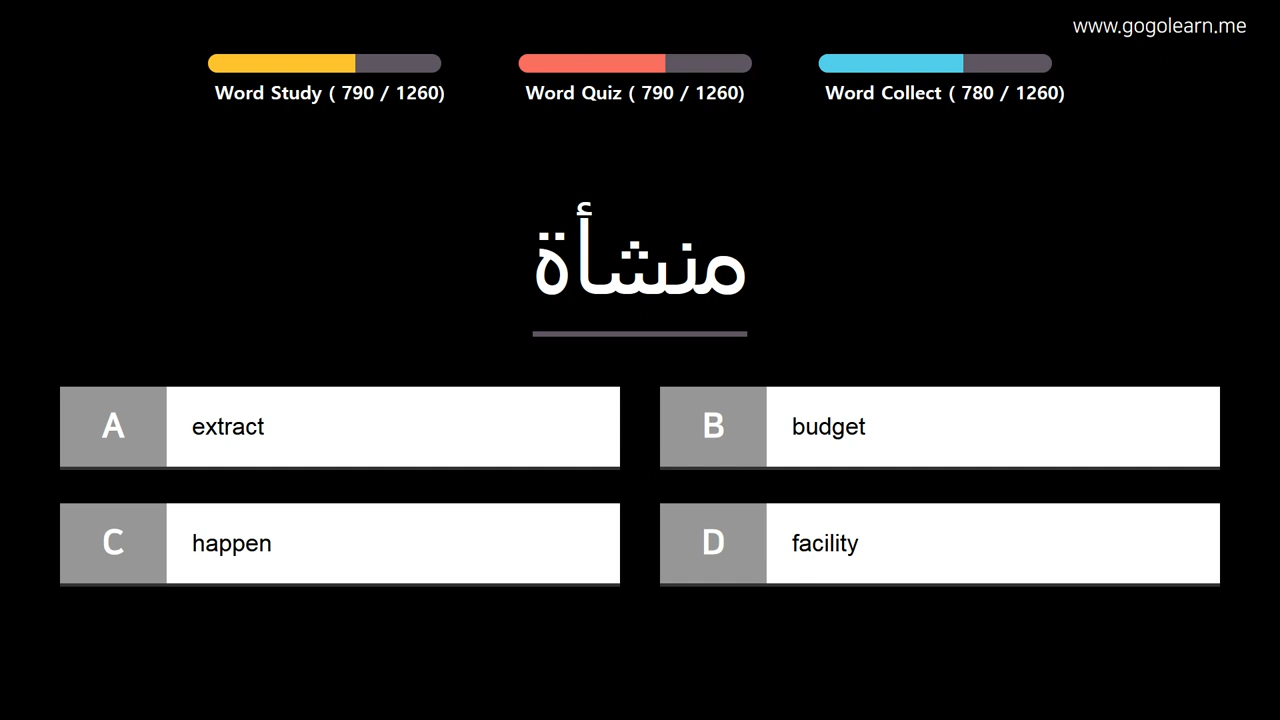 www.gogolearn.me
Word Study ( 790 / 1260)
Word Quiz ( 790 / 1260)
Word Collect ( 780 / 1260)
منشأة
A extract
B budget
C happen
D facility